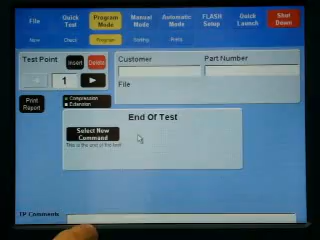 File
Quick Test
Program Mode
Manual Mode
Automatic Mode
FLASH Setup
Quick Launch
Shut Down
New
Check
Program
Setting
Test Point
Insert
Delete
1
Customer
Part Number
File
Print Report
Compression
Extension
End Of Test
Select New Command
This is the end of the test
TP Comments